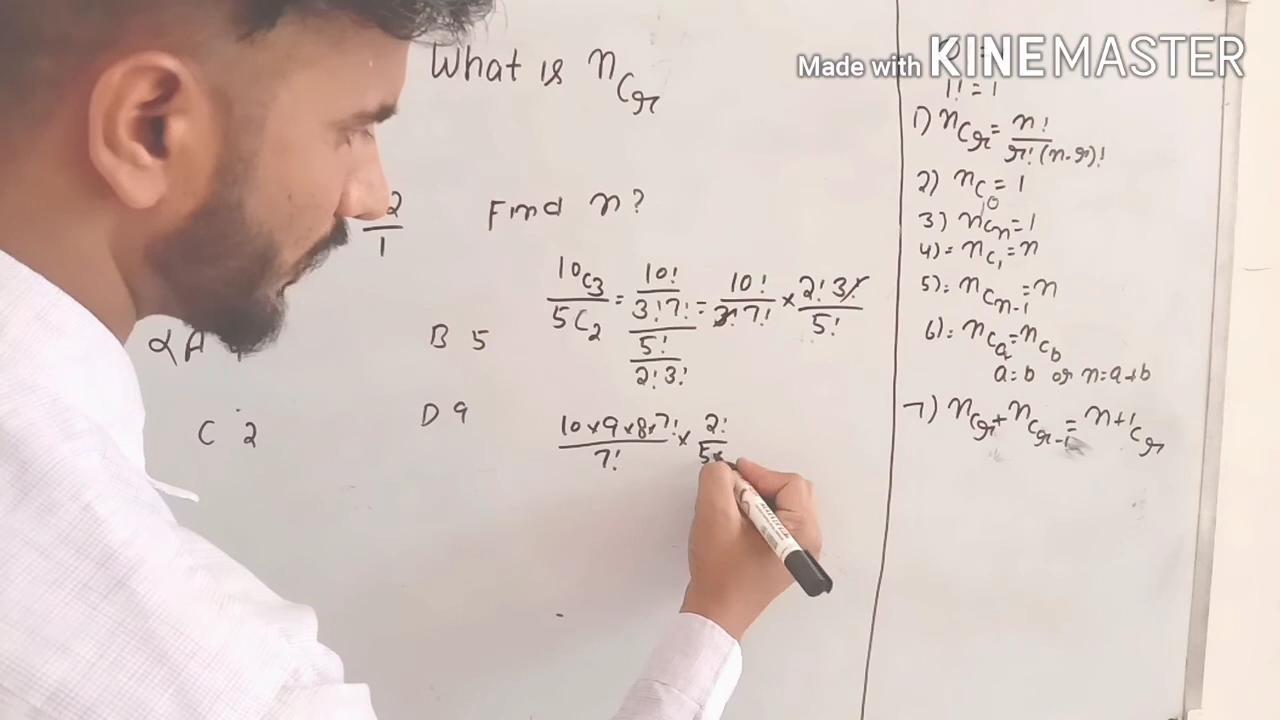 What is nCr
Made with KINEMASTER
1! = 1
1) nCr = n! / r!(n-r)!
2) nC0 = 1
3) nCn = 1
4) = nC1 = n
5) = nCn-1 = n
6) = nCa = nCb
a = b or n = a+b
7) nCr + nCr-1 = n+1Cr
2/1 Find n?
10C3 / 5C2 = 10! / 3!7! / 5! / 2!3! = 10! / 3!7! × 2!3! / 5!
A B 5
C 2 D 9
10×9×8×7! / 7! × 2! / 5×